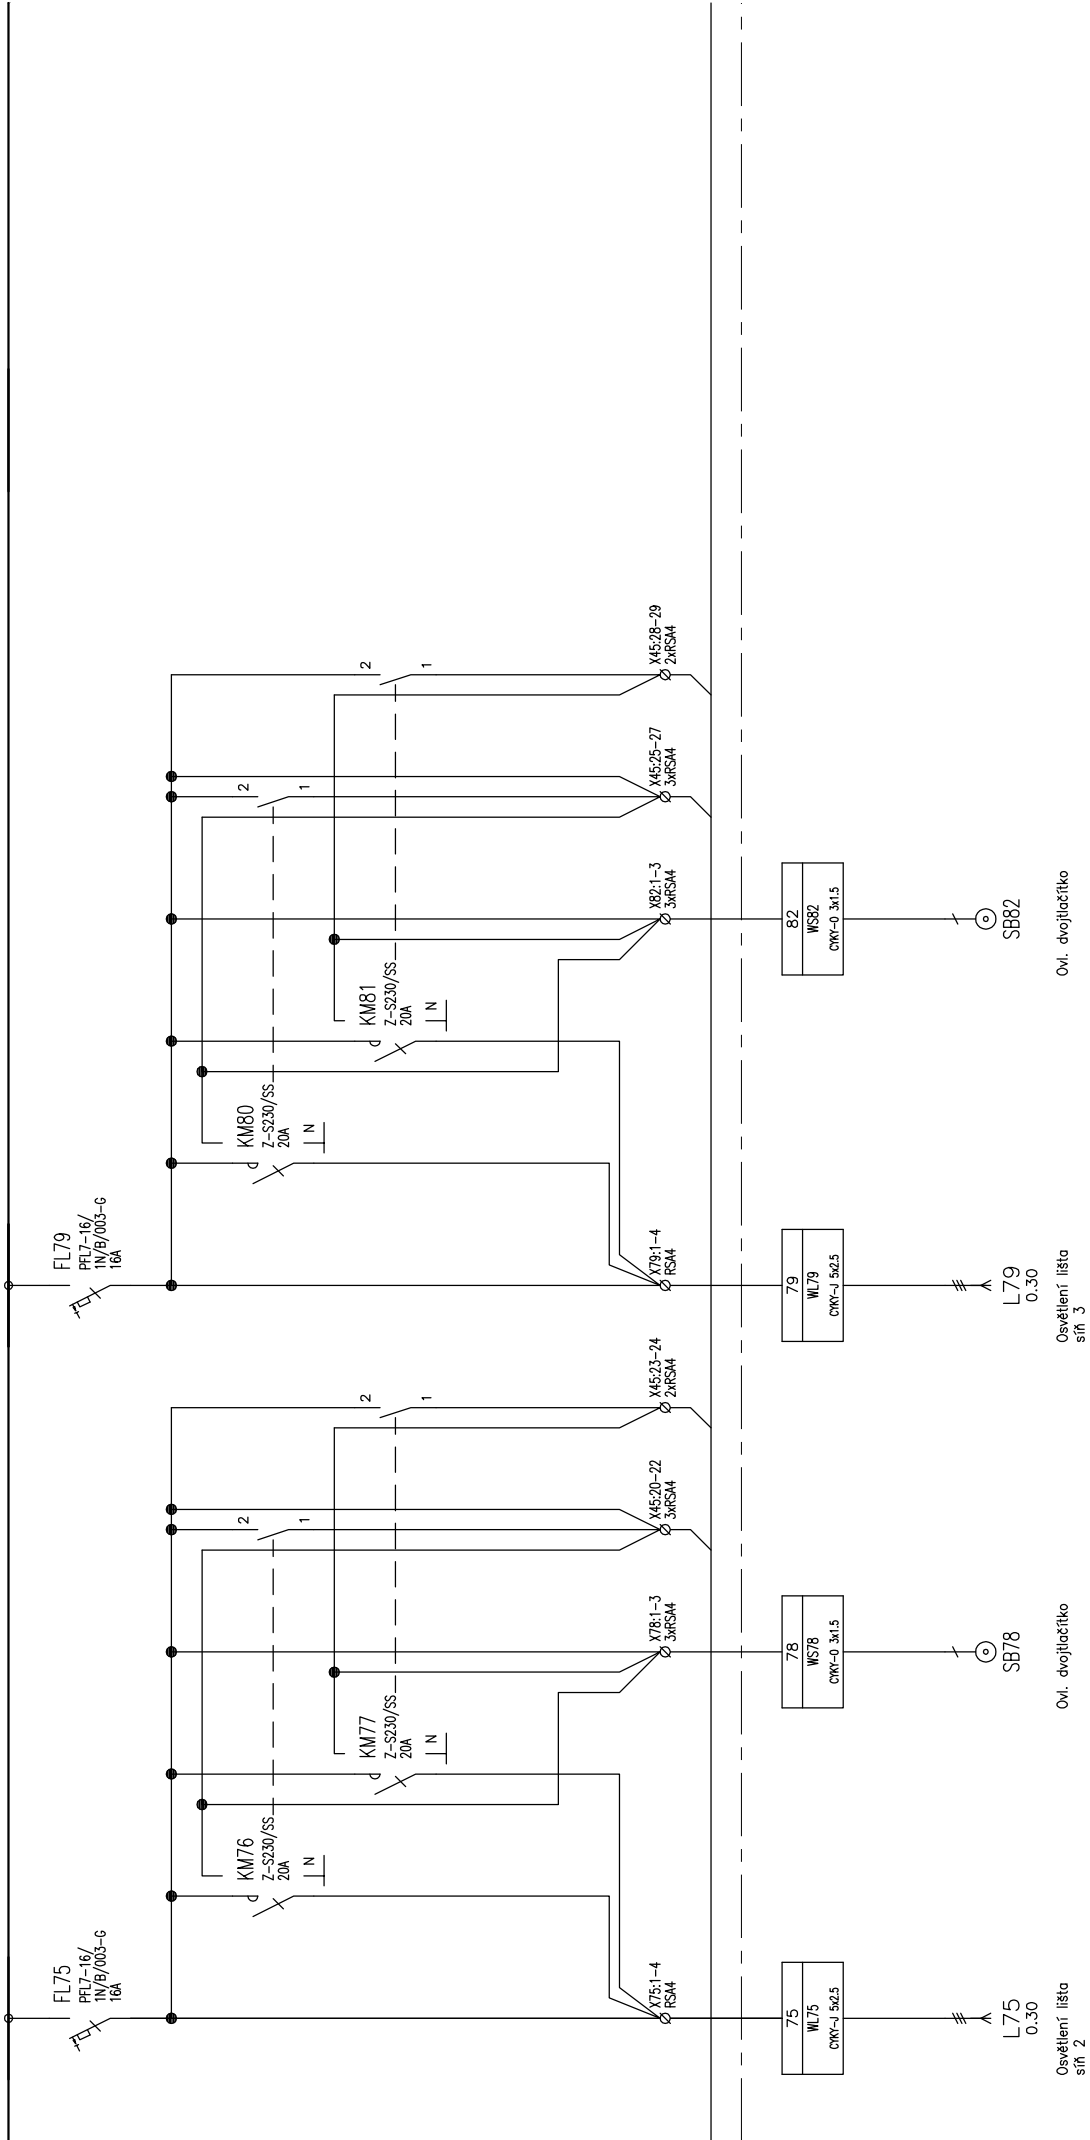 FL75
PFL7-16/
1N/B/003-G
16A
KM76
Z-S230/SS
20A
N
KM77
Z-S230/SS
20A
N
2
1
2
1
X75:1-4
RSA4
X78:1-3
3xRSA4
X45:20-22
3xRSA4
X45:23-24
2xRSA4
75
WL75
CYKY-J 5x2.5
78
WS78
CYKY-O 3x1.5
L75
0.30
SB78
Osvětlení lišta
síň 2
Ovl. dvojtlačítko
FL79
PFL7-16/
1N/B/003-G
16A
KM80
Z-S230/SS
20A
N
KM81
Z-S230/SS
20A
N
2
1
2
1
X79:1-4
RSA4
X82:1-3
3xRSA4
X45:25-27
3xRSA4
X45:28-29
2xRSA4
79
WL79
CYKY-J 5x2.5
82
WS82
CYKY-O 3x1.5
L79
0.30
SB82
Osvětlení lišta
síň 3
Ovl. dvojtlačítko